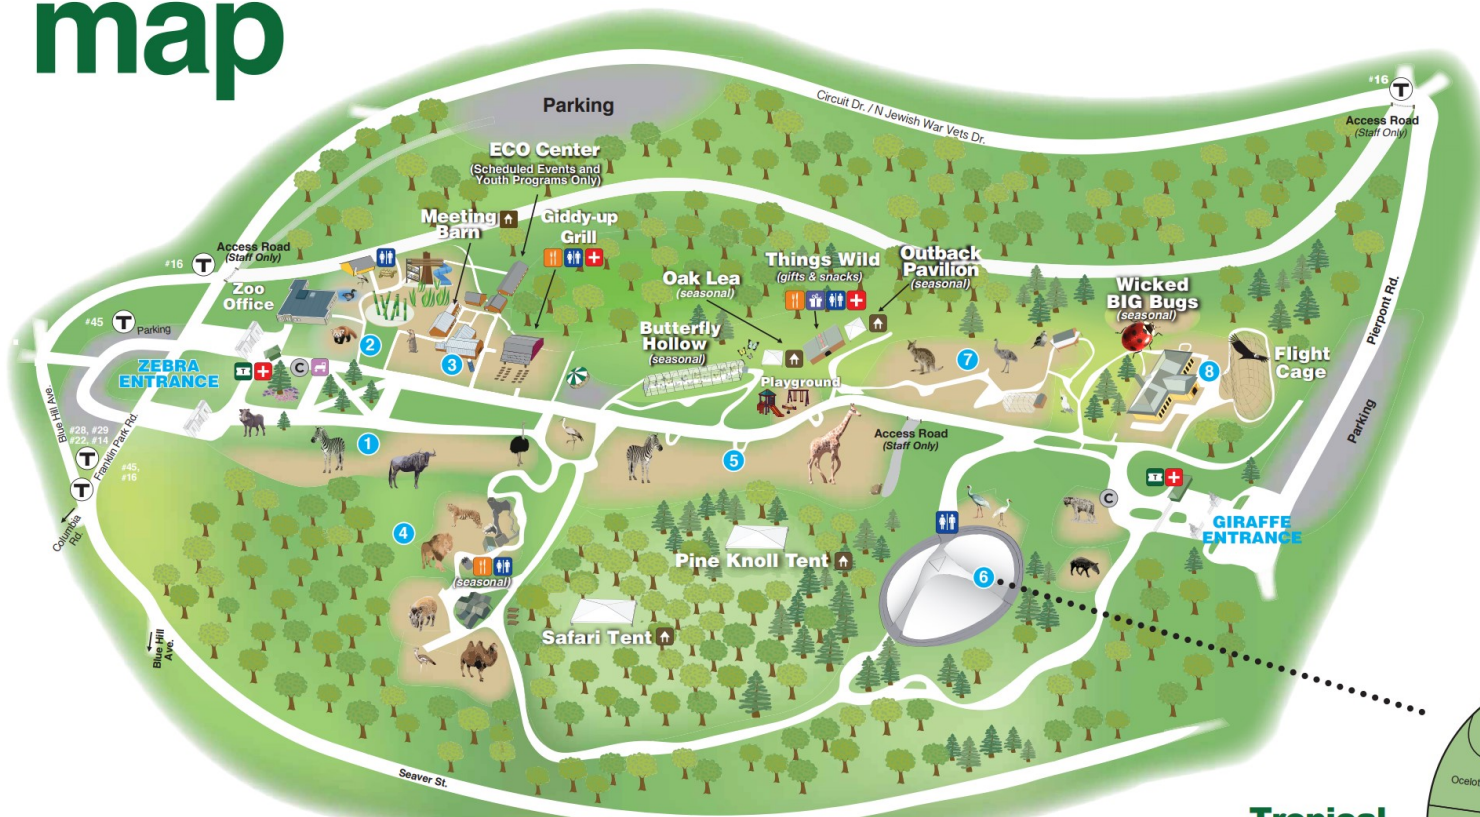 map
Parking
Circuit Dr. / N Jewish War Vets Dr.
#16
T
Access Road
(Staff Only)
ECO Center
(Scheduled Events and
Youth Programs Only)
Meeting
Barn
Giddy-up
Grill
Access Road
(Staff Only)
#16
T
Zoo
Office
Things Wild
(gifts & snacks)
Outback
Pavilion
(seasonal)
Oak Lea
(seasonal)
Wicked
BIG Bugs
(seasonal)
Pierpont Rd.
#45
T
Parking
Butterfly
Hollow
(seasonal)
2
3
7
8
Flight
Cage
ZEBRA
ENTRANCE
T
C
Playground
Blue Hill Ave.
Franklin Park Rd.
#28, #29
#22, #14
T
#45,
#16
T
1
5
Access Road
(Staff Only)
Parking
T
C
Columbia
Rd.
4
GIRAFFE
ENTRANCE
Pine Knoll Tent
6
(seasonal)
Safari Tent
Blue Hill
Ave.
Seaver St.
Ocelot
Tropical